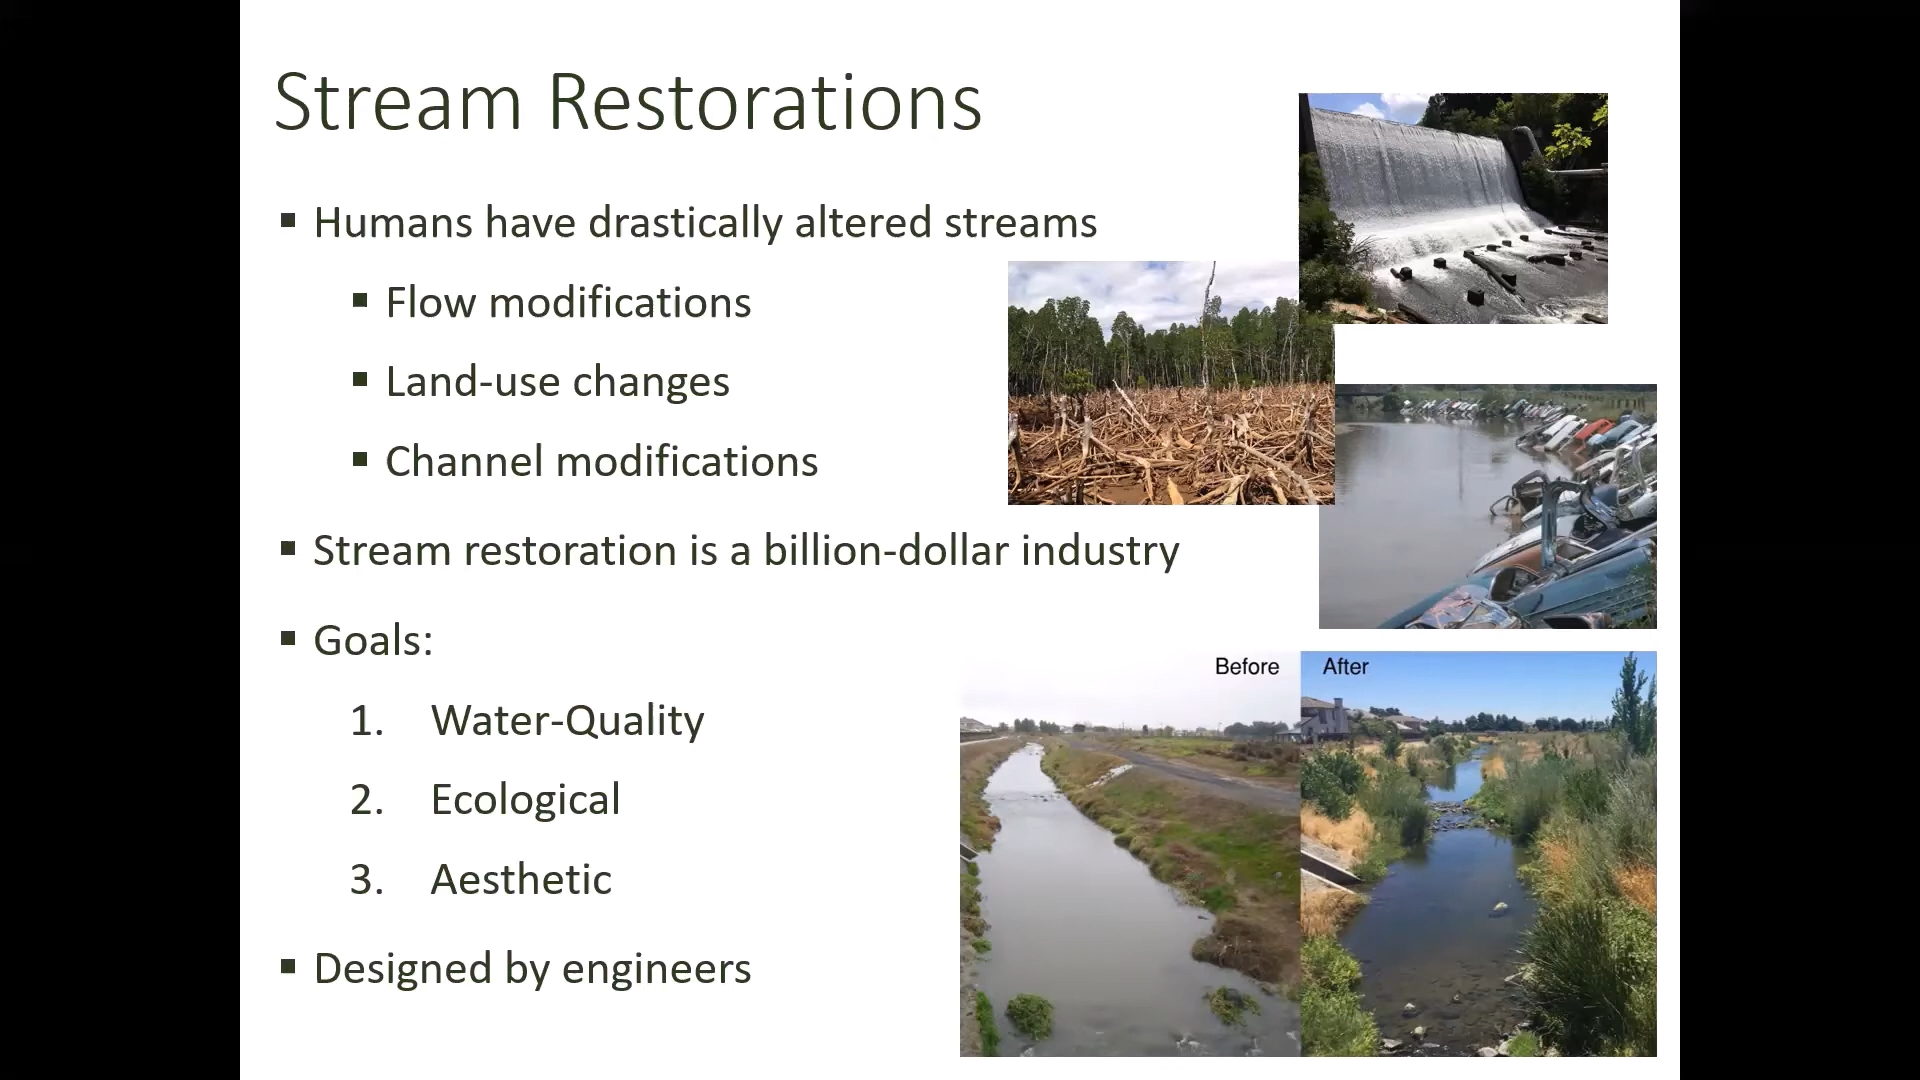 Stream Restorations
▪ Humans have drastically altered streams
▪ Flow modifications
▪ Land-use changes
▪ Channel modifications
▪ Stream restoration is a billion-dollar industry
▪ Goals:
1. Water-Quality
2. Ecological
3. Aesthetic
▪ Designed by engineers
Before
After